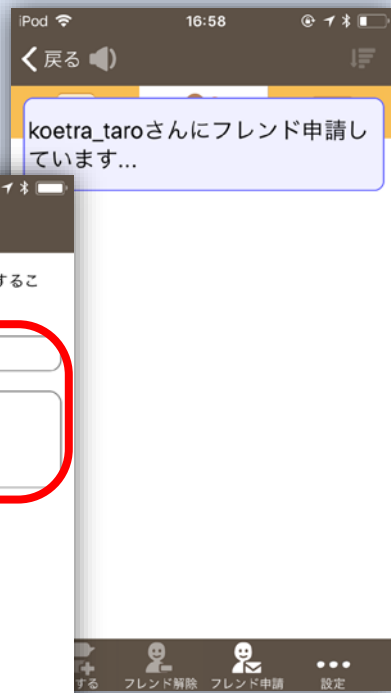 iPod 16:58
戻る
koetra_taroさんにフレンド申請し
ています...
するこ
する フレンド解除 フレンド申請 設定